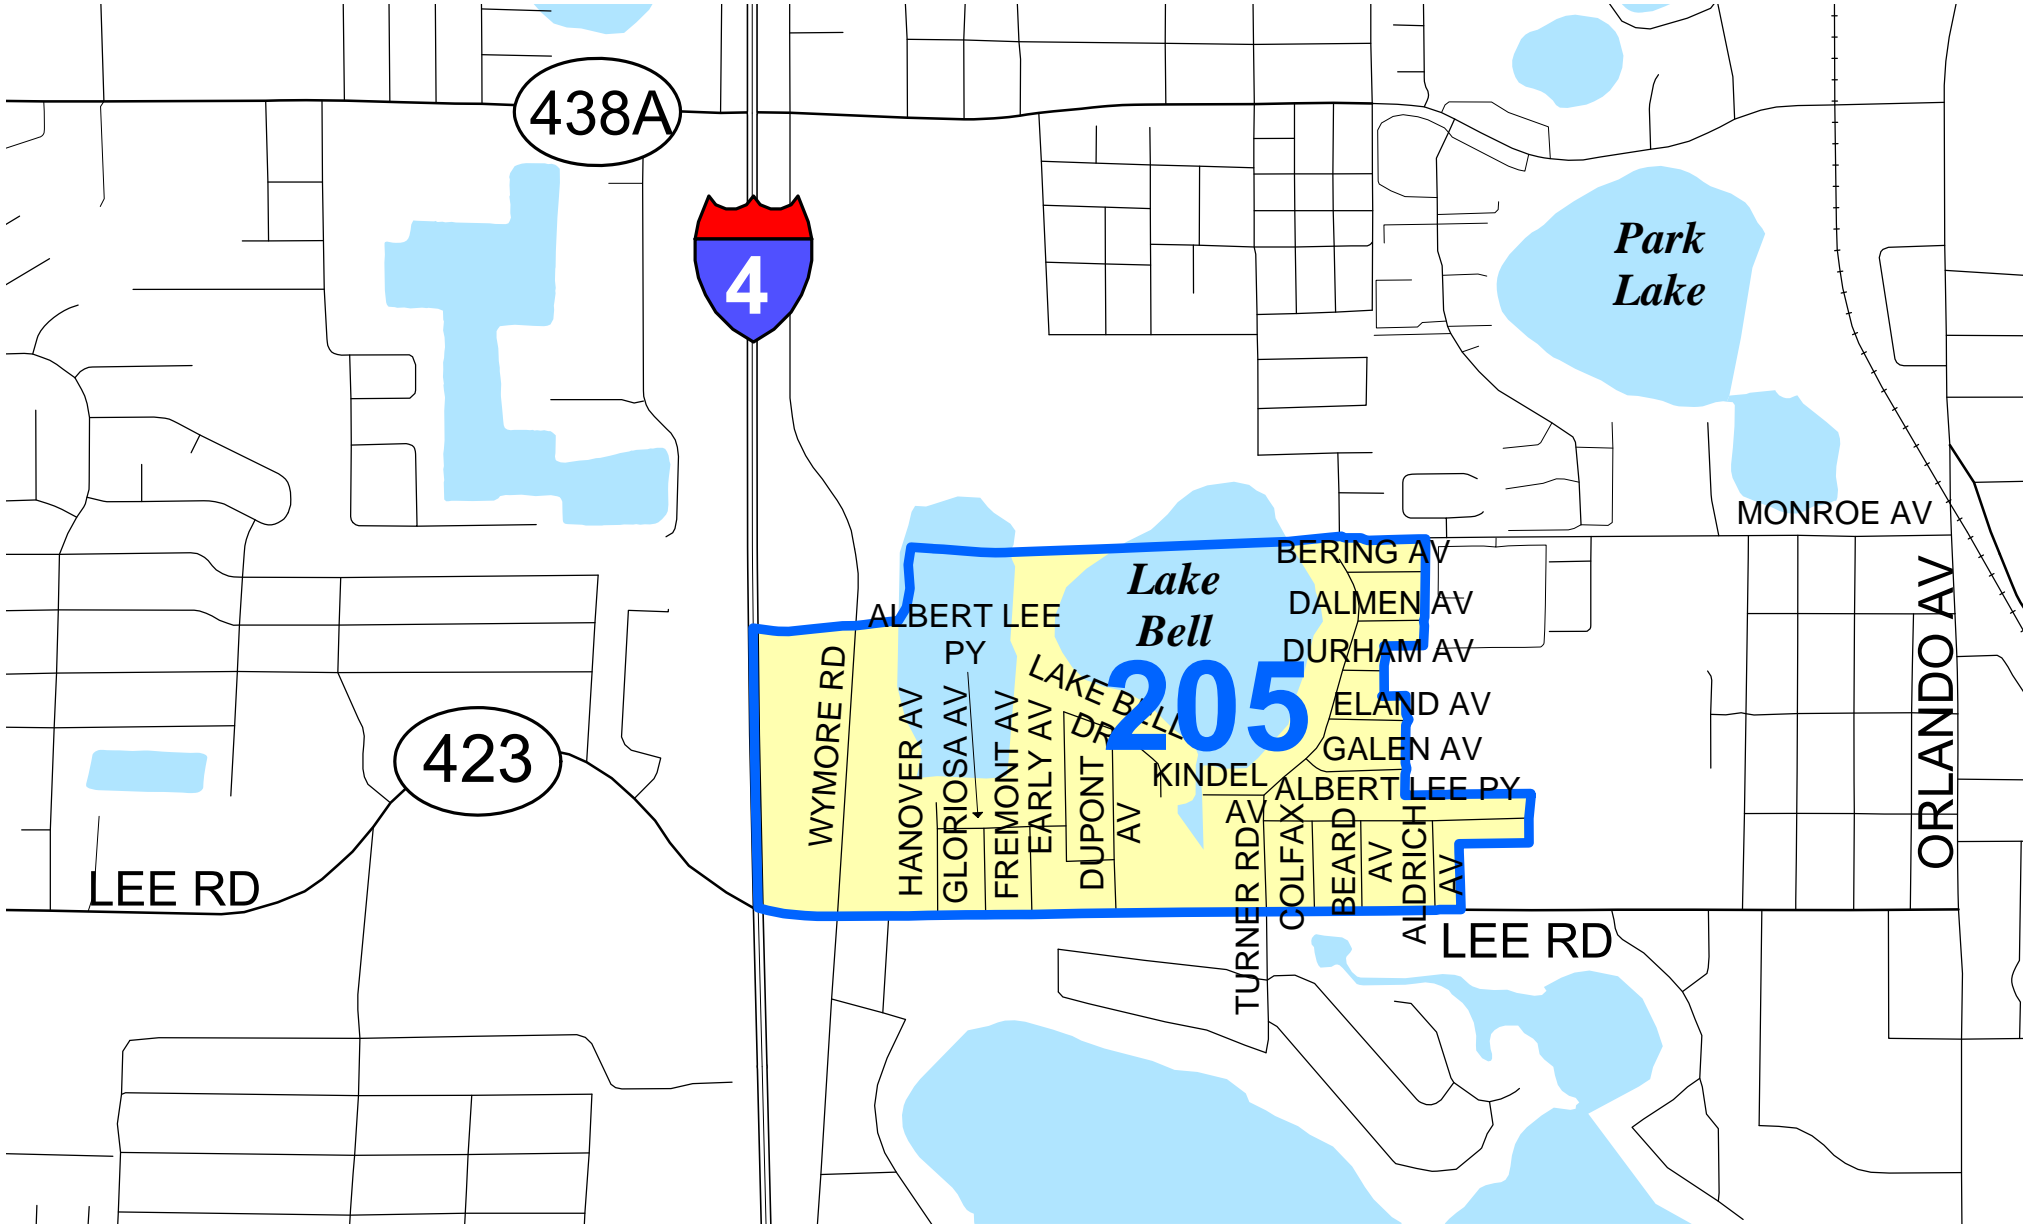 438A
4
Park
Lake
MONROE AV
BERING AV
Lake
Bell
DALMEN AV
ALBERT LEE
PY
DURHAM AV
LAKE BELL
DR
205
ELAND AV
GALEN AV
KINDEL
AV
ALBERT LEE PY
ORLANDO AV
423
WYMORE RD
HANOVER AV
GLORIOSA AV
FREMONT AV
EARLY AV
DUPONT
AV
TURNER RD
COLFAX
BEARD
AV
ALDRICH
AV
LEE RD
LEE RD